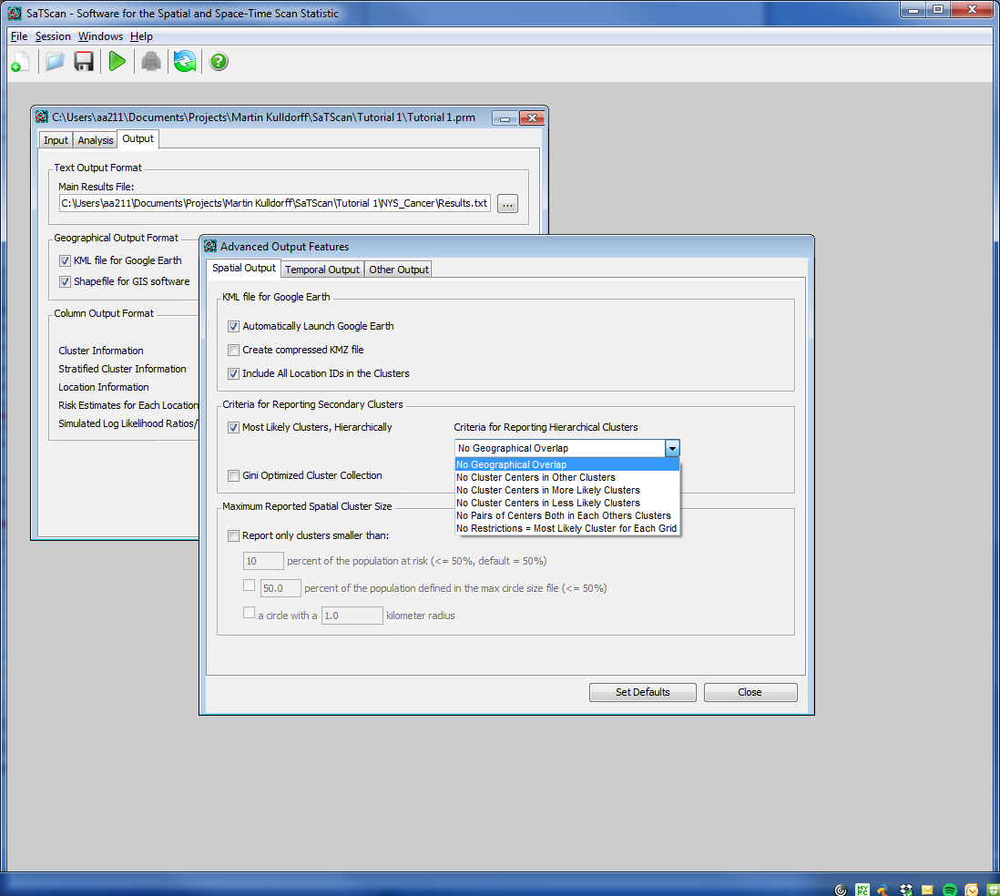 SaTScan - Software for the Spatial and Space-Time Scan Statistic
File Session Windows Help
C:\Users\aa211\Documents\Projects\Martin Kulldorff\SaTScan\Tutorial 1\Tutorial 1.prm
Input Analysis Output
Text Output Format
Main Results File:
C:\Users\aa211\Documents\Projects\Martin Kulldorff\SaTScan\Tutorial 1\NYS_Cancer\Results.txt
...
Geographical Output Format
KML file for Google Earth
Shapefile for GIS software
Column Output Format
Cluster Information
Stratified Cluster Information
Location Information
Risk Estimates for Each Location
Simulated Log Likelihood Ratios/
Advanced Output Features
Spatial Output Temporal Output Other Output
KML file for Google Earth
Automatically Launch Google Earth
Create compressed KMZ file
Include All Location IDs in the Clusters
Criteria for Reporting Secondary Clusters
Most Likely Clusters, Hierarchically
Criteria for Reporting Hierarchical Clusters
No Geographical Overlap
No Geographical Overlap
No Cluster Centers in Other Clusters
No Cluster Centers in More Likely Clusters
No Cluster Centers in Less Likely Clusters
No Pairs of Centers Both in Each Others Clusters
No Restrictions = Most Likely Cluster for Each Grid
Gini Optimized Cluster Collection
Maximum Reported Spatial Cluster Size
Report only clusters smaller than:
10 percent of the population at risk (<= 50%, default = 50%)
50.0 percent of the population defined in the max circle size file (<= 50%)
a circle with a 1.0 kilometer radius
Set Defaults Close
MY PC